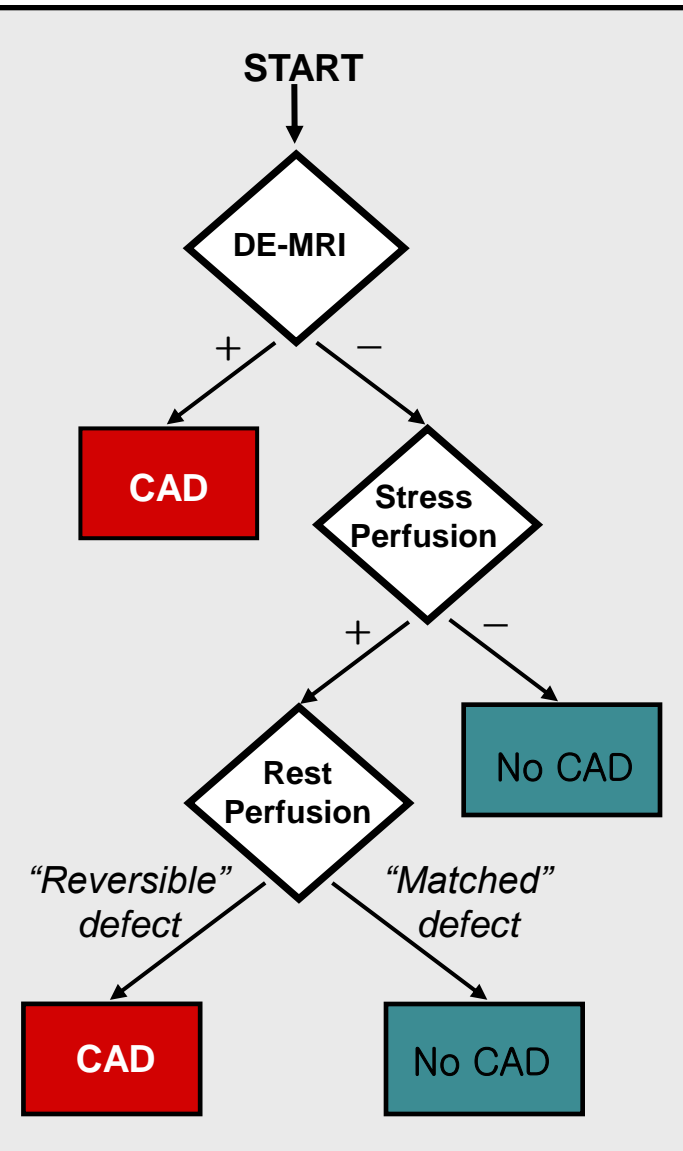 START
DE-MRI
+
−
CAD
Stress
Perfusion
+
−
No CAD
Rest
Perfusion
“Reversible”
defect
“Matched”
defect
CAD
No CAD